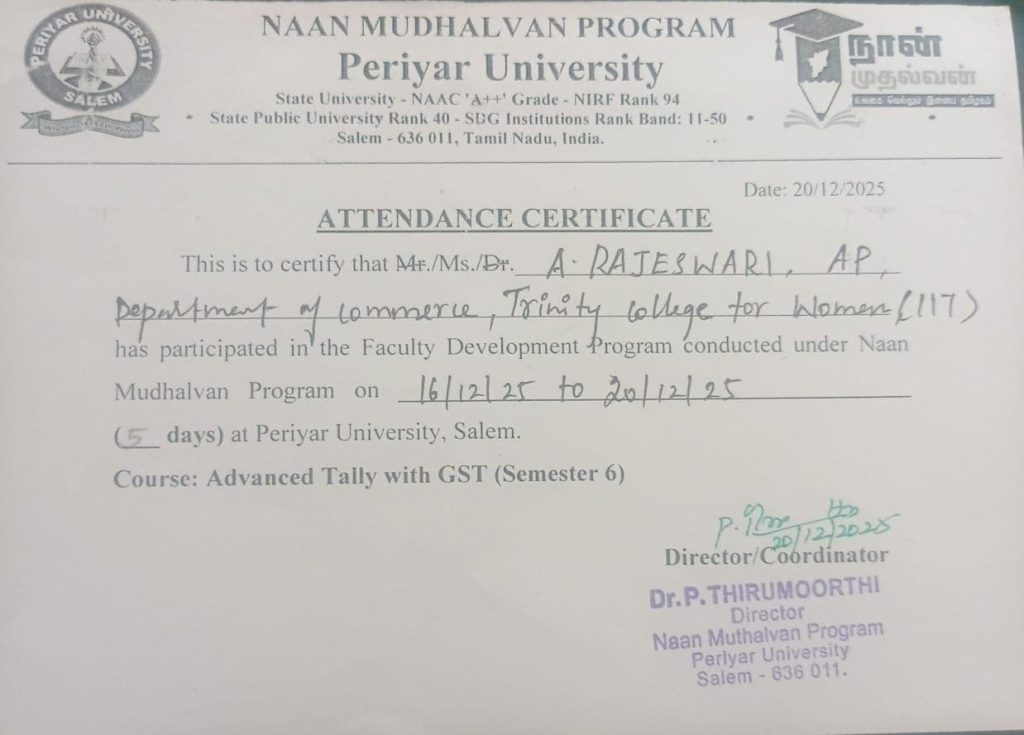 PERIYAR UNIVERSITY
SALEM
NAAN MUDHALVAN PROGRAM
Periyar University
State University - NAAC 'A++' Grade - NIRF Rank 94
State Public University Rank 40 - SDG Institutions Rank Band: 11-50
Salem - 636 011, Tamil Nadu, India.
நான்
முதல்வன்
உலகை வெல்லும் இளைய தமிழகம்
Date: 20/12/2025
ATTENDANCE CERTIFICATE
This is to certify that Mr./Ms./Dr. A. RAJESWARI, AP,
Department of Commerce, Trinity College for Women (117)
has participated in the Faculty Development Program conducted under Naan
Mudhalvan Program on 16/12/25 to 20/12/25
(5 days) at Periyar University, Salem.
Course: Advanced Tally with GST (Semester 6)
20/12/2025
Director/Coordinator
Dr.P.THIRUMOORTHI
Director
Naan Muthalvan Program
Periyar University
Salem - 636 011.